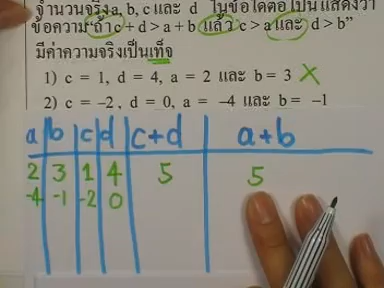 จำนวนจริง a, b, c และ d ในข้อใดต่อไปนี้แสดงว่า
ข้อความ "ถ้า c + d > a + b แล้ว c > a และ d > b"
มีค่าความจริงเป็นเท็จ
1) c = 1, d = 4, a = 2 และ b = 3 X
2) c = -2, d = 0, a = -4 และ b = -1
a b c d c+d a+b
2 3 1 4 5 5
-4 -1 -2 0